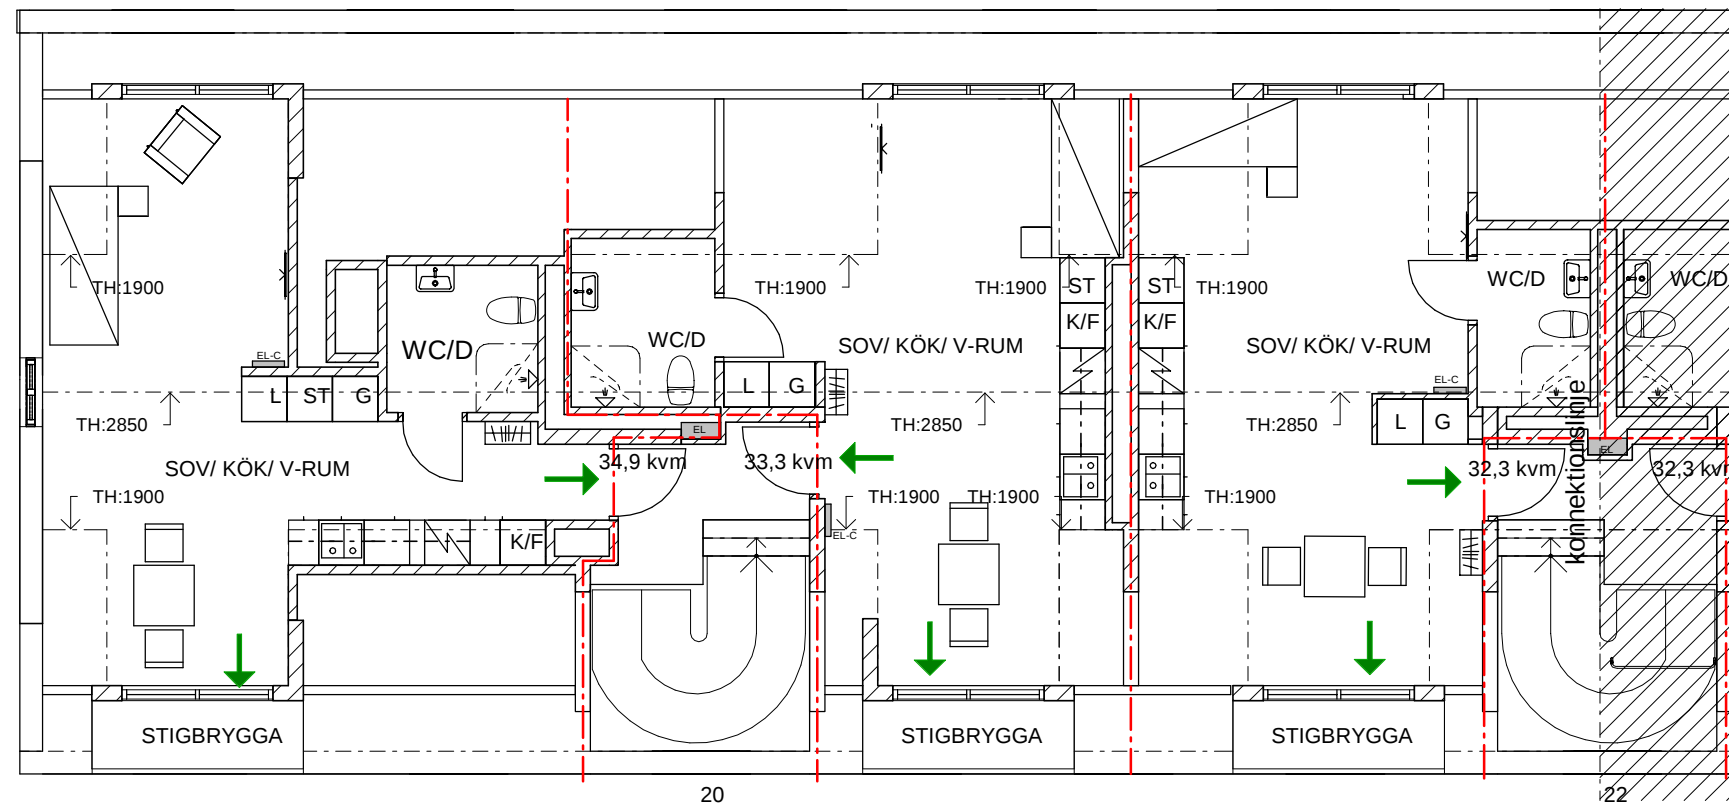 TH:1900
TH:1900
TH:1900
TH:1900
ST
ST
K/F
K/F
WC/D
WC/D
WC/D
WC/D
SOV/ KÖK/ V-RUM
SOV/ KÖK/ V-RUM
EL-C
L
ST
G
L
G
EL-C
L
G
TH:2850
TH:2850
TH:2850
EL
EL
SOV/ KÖK/ V-RUM
34,9 kvm
33,3 kvm
32,3 kvm
32,3 kvm
konnektionslinje
TH:1900
TH:1900
TH:1900
TH:1900
K/F
EL-C
STIGBRYGGA
STIGBRYGGA
STIGBRYGGA
20
22